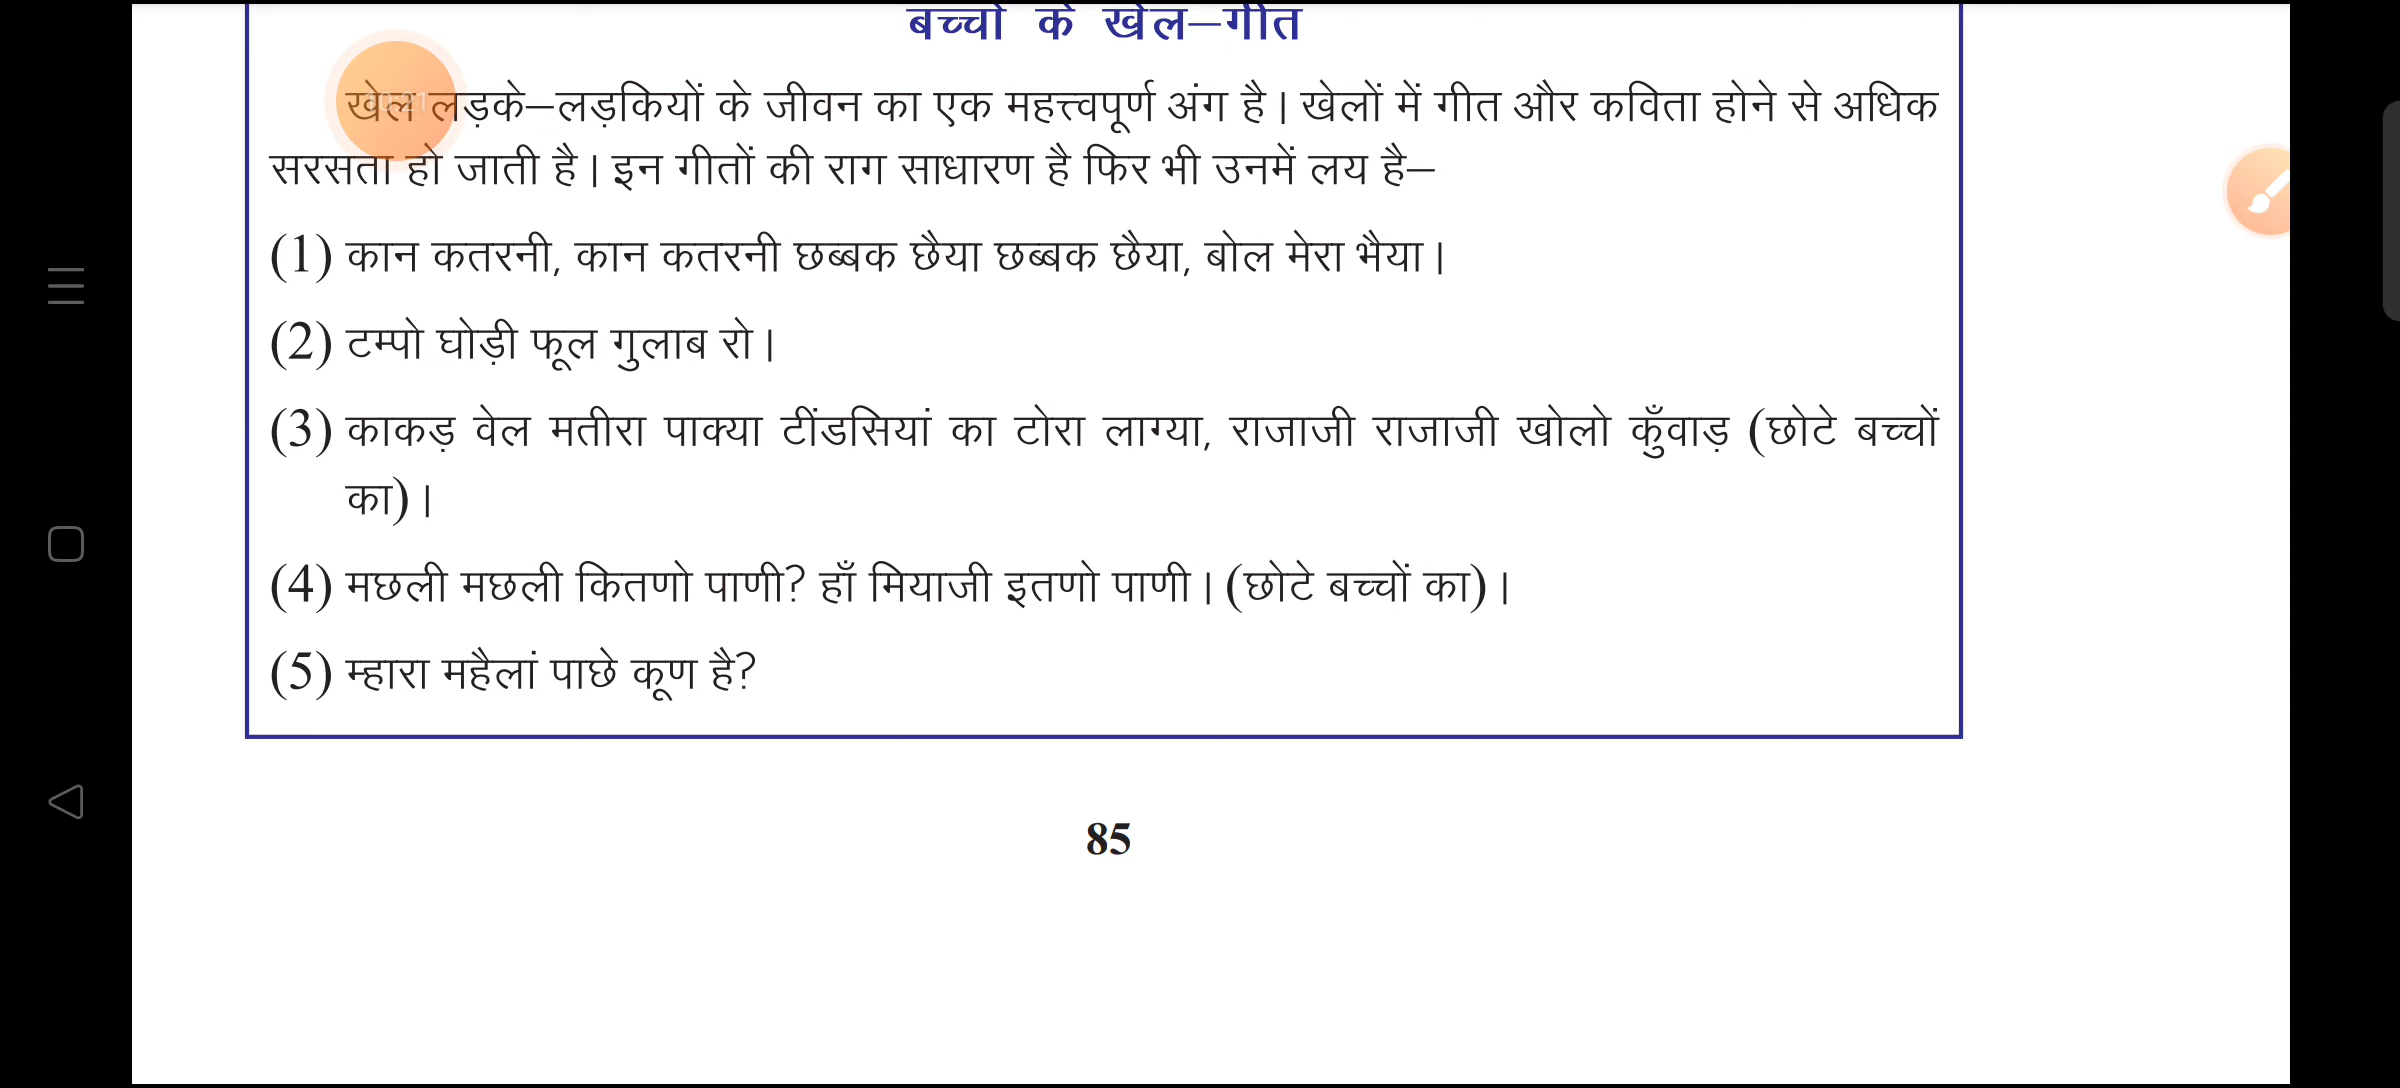 बच्चों के खेल–गीत
खेल लड़के–लड़कियों के जीवन का एक महत्त्वपूर्ण अंग है। खेलों में गीत और कविता होने से अधिक
सरसता हो जाती है। इन गीतों की राग साधारण है फिर भी उनमें लय है–
(1) कान कतरनी, कान कतरनी छब्बक छैया छब्बक छैया, बोल मेरा भैया।
(2) टम्पो घोड़ी फूल गुलाब रो।
(3) काकड़ वेल मतीरा पाक्या टींडसियां का टोरा लाग्या, राजाजी राजाजी खोलो कुँवाड़ (छोटे बच्चों
का)।
(4) मछली मछली कितणो पाणी? हाँ मियाजी इतणो पाणी। (छोटे बच्चों का)।
(5) म्हारा महैलां पाछे कूण है?
85